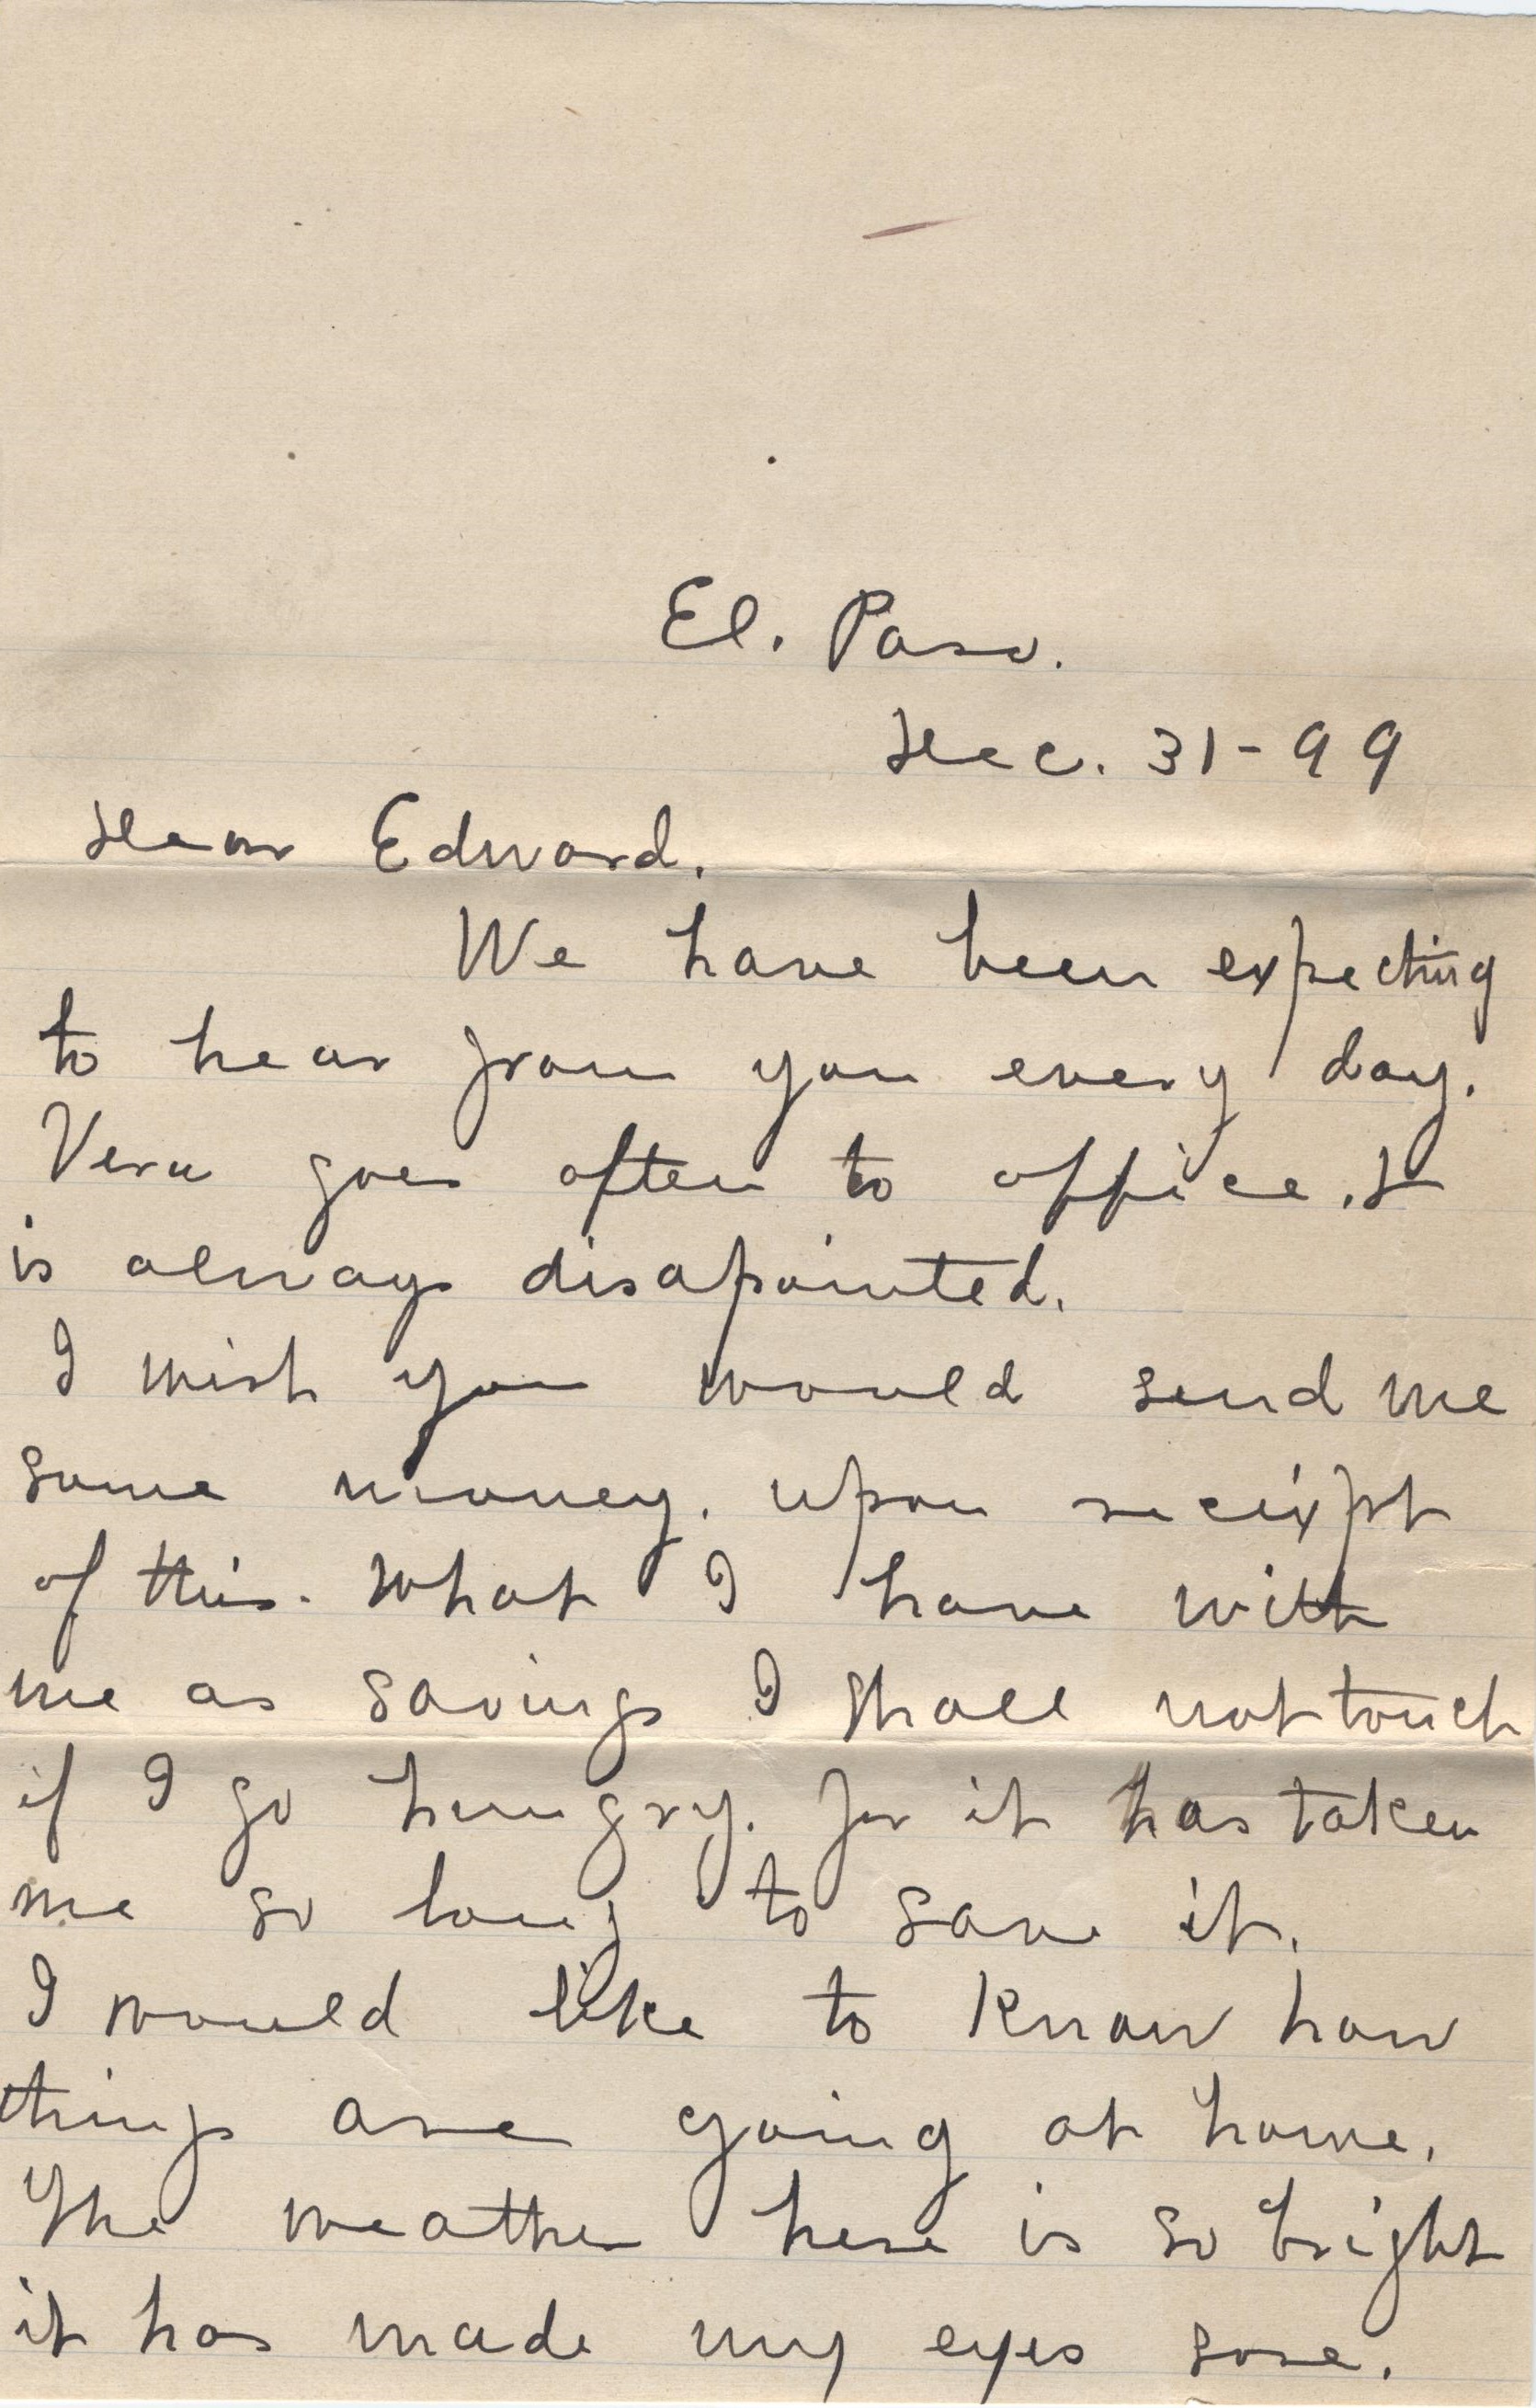 El. Paso.
Dec. 31-99
Dear Edward.
We have been expecting
to hear from you every day.
Vera goes often to office. &
is always disapointed.
I wish you would send me
some money. upon reciept
of this. What I have with
me as savings I shall not touch
if I go hungry. for it has taken
me so long to save it.
I would like to know how
things are going at home.
The weather here is so bright
it has made my eyes sore.